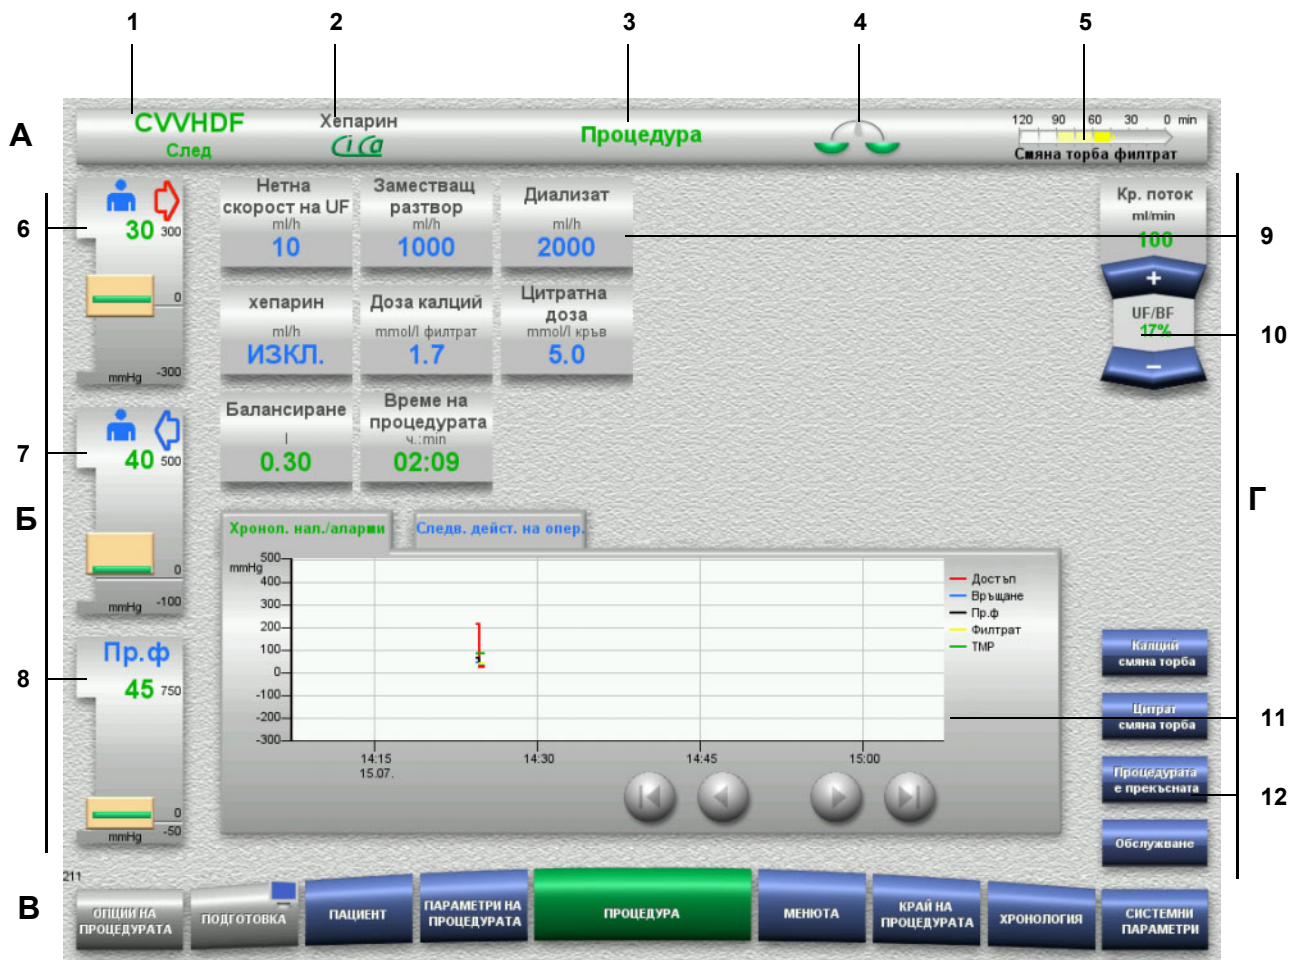 1 2 3 4 5
А
CVVHDF
След
Хепарин
CiCa
Процедура
120 90 60 30 0 min
Смяна торба филтрат
6
30 300
0
mmHg -300
7
40 500
0
mmHg -100
Б
8
Пр.ф
45 750
0
mmHg -50
Нетна
скорост на UF
ml/h
10
Заместващ
разтвор
ml/h
1000
Диализат
ml/h
2000
хепарин
ml/h
ИЗКЛ.
Доза калций
mmol/l филтрат
1.7
Цитратна
доза
mmol/l кръв
5.0
Балансиране
l
0.30
Време на
процедурата
ч.:min
02:09
Кр. поток
ml/min
100
+
UF/BF
17%
−
9
10
Г
11
12
Хронол. нал./аларми
Следв. дейст. на опер.
mmHg
500
400
300
200
100
0
-100
-200
-300
14:15 14:30 14:45 15:00
15.07.
Достъп
Връщане
Пр.ф
Филтрат
TMP
Калций
смяна торба
Цитрат
смяна торба
Процедурата
е прекъсната
Обслужване
211
В
ОПЦИИ НА
ПРОЦЕДУРАТА
ПОДГОТОВКА
ПАЦИЕНТ
ПАРАМЕТРИ НА
ПРОЦЕДУРАТА
ПРОЦЕДУРА
МЕНЮТА
КРАЙ НА
ПРОЦЕДУРАТА
ХРОНОЛОГИЯ
СИСТЕМНИ
ПАРАМЕТРИ